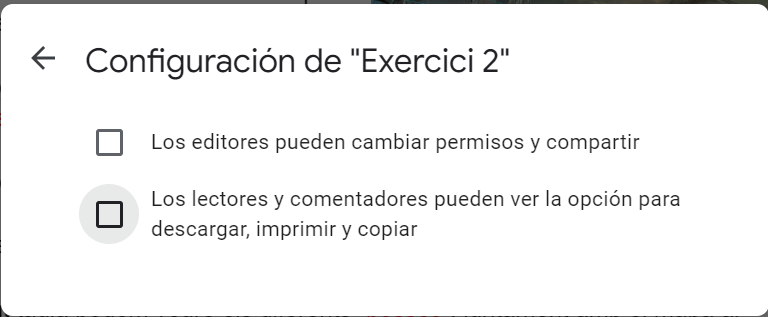 Configuración de "Exercici 2"
Los editores pueden cambiar permisos y compartir
Los lectores y comentadores pueden ver la opción para
descargar, imprimir y copiar